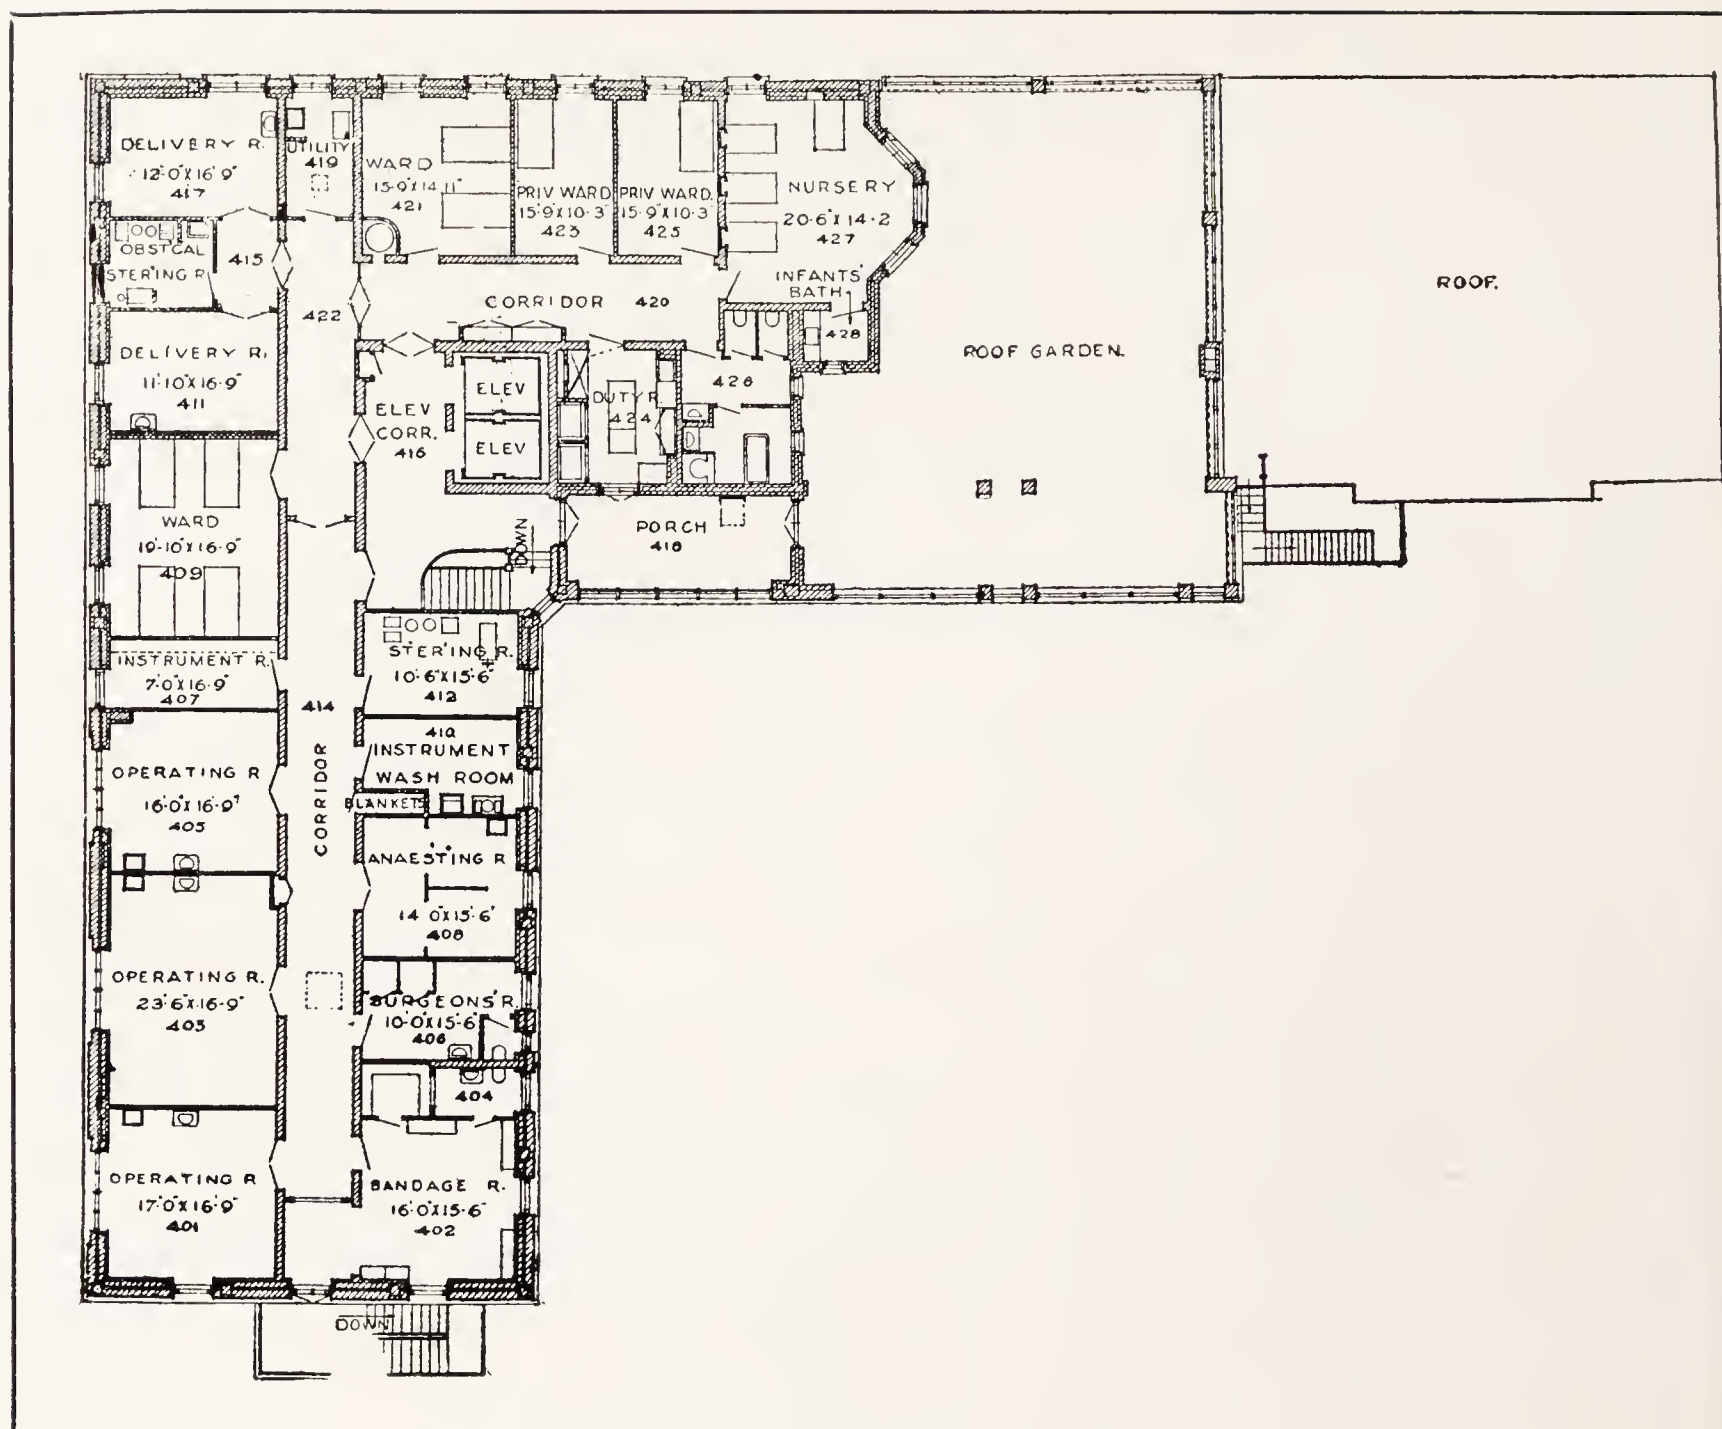 DELIVERY R.
12'-0"X16'9"
417
UTILITY
419
WARD
15'-9"X14'11"
421
PRIV WARD
15'-9"X10'-3"
423
PRIV WARD.
15'-9"X10'-3"
425
NURSERY
20'-6"X14'-2
427
OBST'CAL
STER'ING R.
415
INFANTS'
BATH
428
CORRIDOR 420
422
ROOF GARDEN.
ROOF.
DELIVERY R.
11'-10"X16'-9"
411
ELEV
CORR.
416
ELEV
ELEV
DUTY R.
424
426
WARD
19'-10"X16'-9"
409
DOWN
PORCH
418
INSTRUMENT R.
7'-0"X16'-9"
407
STER'ING R.
10'-6"X15'-6"
412
414
CORRIDOR
OPERATING R
16'-0"X16'-9"
405
410
INSTRUMENT
WASH ROOM
BLANKETS
ANAEST'ING R
14'-0"X15'-6"
408
OPERATING R.
23'-6"X16'-9"
403
SURGEONS' R.
10'-0"X15'-6"
406
404
OPERATING R
17'-0"X16'-9"
401
BANDAGE R.
16'-0"X15'-6"
402
DOWN